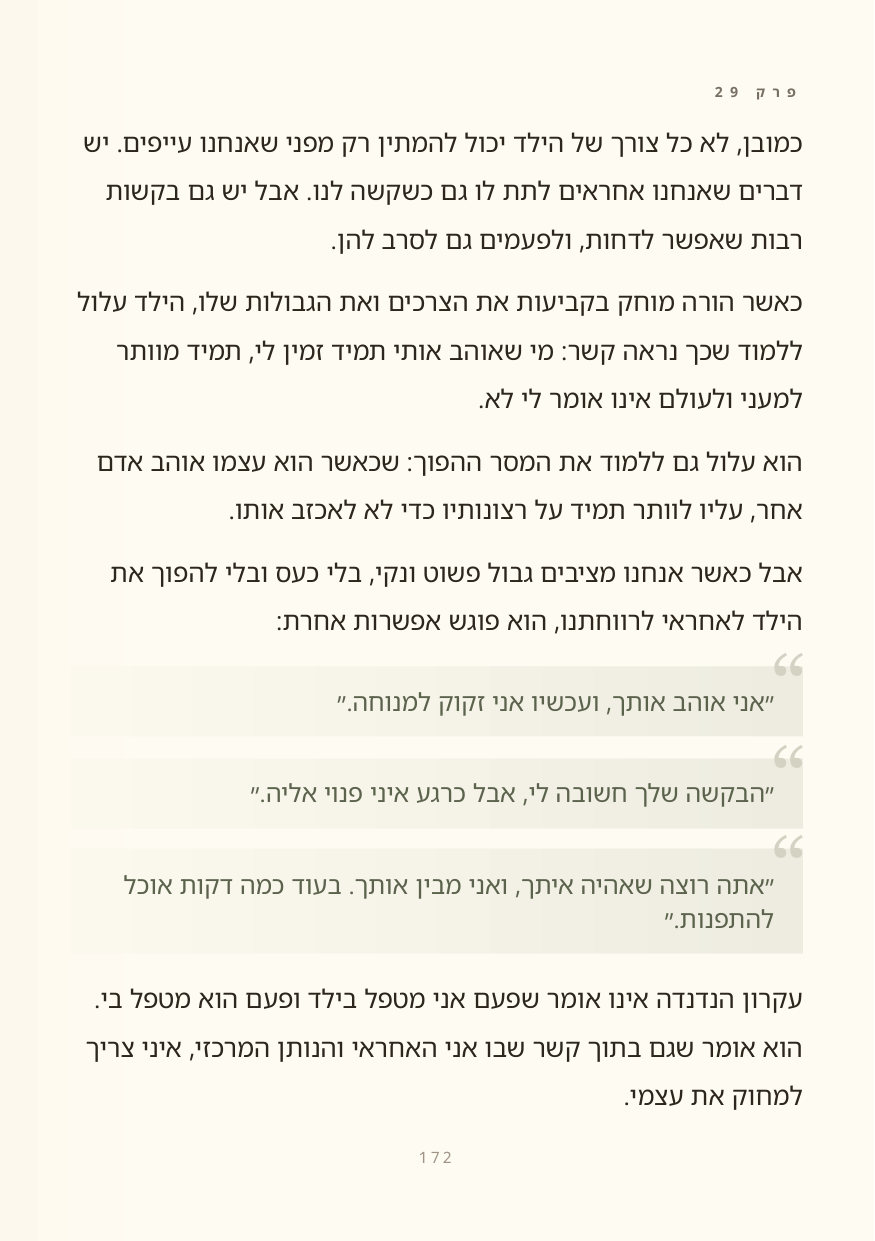 פרק 29
כמובן, לא כל צורך של הילד יכול להמתין רק מפני שאנחנו עייפים. יש
דברים שאנחנו אחראים לתת לו גם כשקשה לנו. אבל יש גם בקשות
רבות שאפשר לדחות, ולפעמים גם לסרב להן.
כאשר הורה מוחק בקביעות את הצרכים ואת הגבולות שלו, הילד עלול
ללמוד שכך נראה קשר: מי שאוהב אותי תמיד זמין לי, תמיד מוותר
למעני ולעולם אינו אומר לי לא.
הוא עלול גם ללמוד את המסר ההפוך: שכאשר הוא עצמו אוהב אדם
אחר, עליו לוותר תמיד על רצונותיו כדי לא לאכזב אותו.
אבל כאשר אנחנו מציבים גבול פשוט ונקי, בלי כעס ובלי להפוך את
הילד לאחראי לרווחתנו, הוא פוגש אפשרות אחרת:
״אני אוהב אותך, ועכשיו אני זקוק למנוחה.״
״הבקשה שלך חשובה לי, אבל כרגע איני פנוי אליה.״
״אתה רוצה שאהיה איתך, ואני מבין אותך. בעוד כמה דקות אוכל
להתפנות.״
עקרון הנדנדה אינו אומר שפעם אני מטפל בילד ופעם הוא מטפל בי.
הוא אומר שגם בתוך קשר שבו אני האחראי והנותן המרכזי, איני צריך
למחוק את עצמי.
172